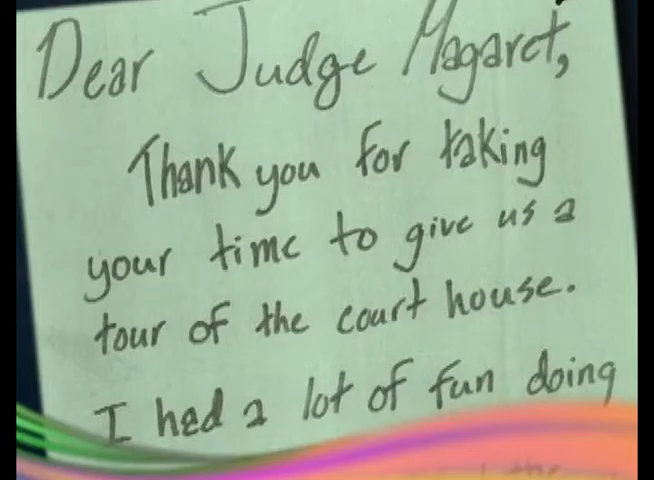 Dear Judge Magaret,
Thank you for taking
your time to give us a
tour of the court house.
I had a lot of fun doing